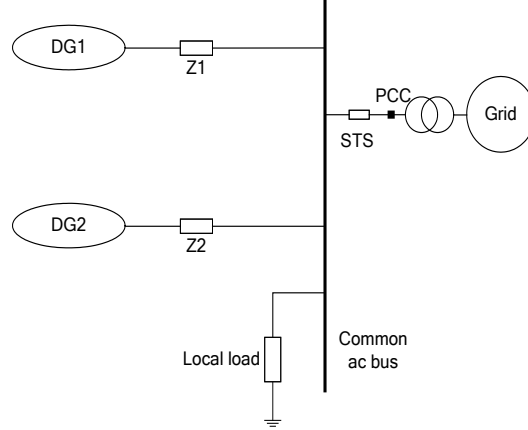 DG1
Z1
PCC
STS
Grid
DG2
Z2
Local load
Common
ac bus